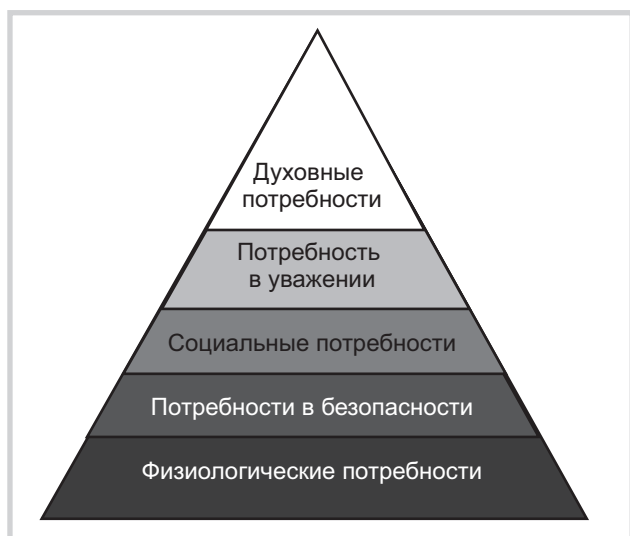 Духовные
потребности
Потребность
в уважении
Социальные потребности
Потребности в безопасности
Физиологические потребности